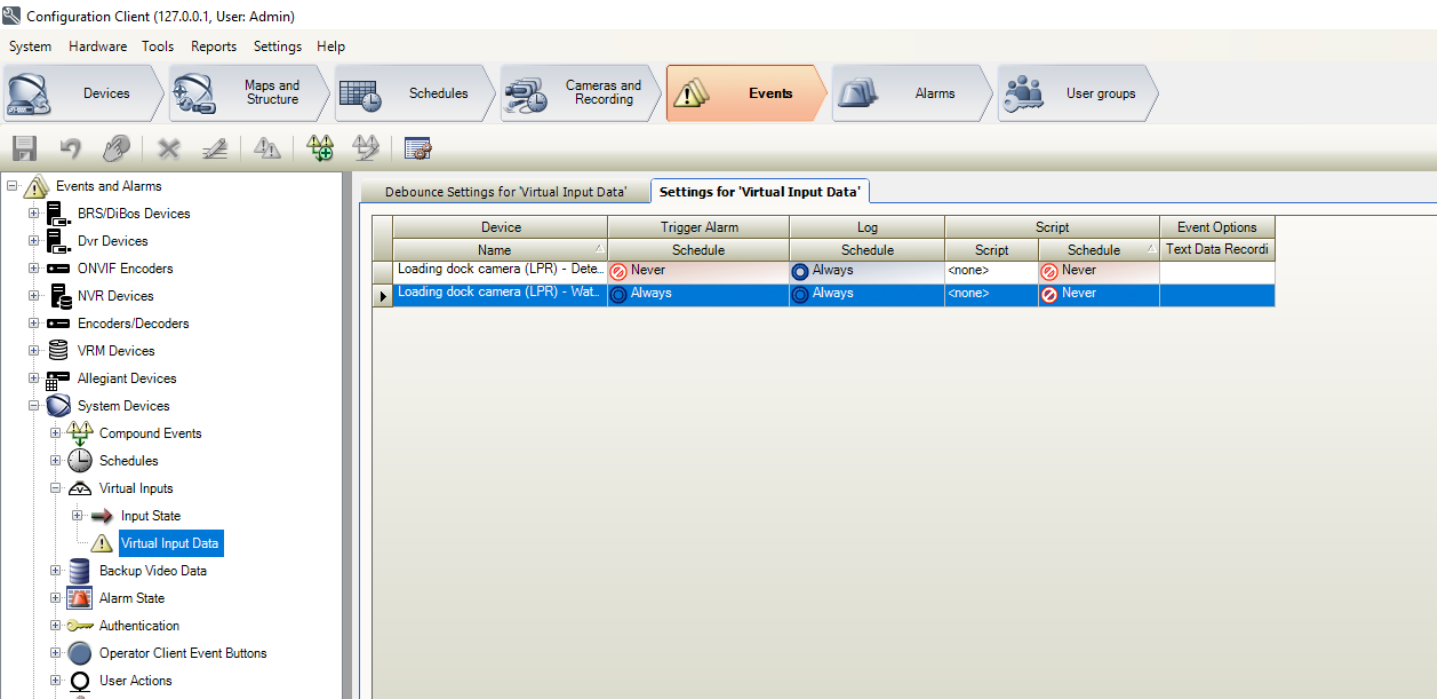 Configuration Client (127.0.0.1, User: Admin)
System Hardware Tools Reports Settings Help
Devices
Maps and
Structure
Schedules
Cameras and
Recording
Events
Alarms
User groups
Events and Alarms
BRS/DiBos Devices
Dvr Devices
ONVIF Encoders
NVR Devices
Encoders/Decoders
VRM Devices
Allegiant Devices
System Devices
Compound Events
Schedules
Virtual Inputs
Input State
Virtual Input Data
Backup Video Data
Alarm State
Authentication
Operator Client Event Buttons
User Actions
Debounce Settings for 'Virtual Input Data' Settings for 'Virtual Input Data'
Device Trigger Alarm Log Script Event Options
Name Schedule Schedule Script Schedule Text Data Recordi
Loading dock camera (LPR) - Dete... Never Always <none> Never
Loading dock camera (LPR) - Wat... Always Always <none> Never